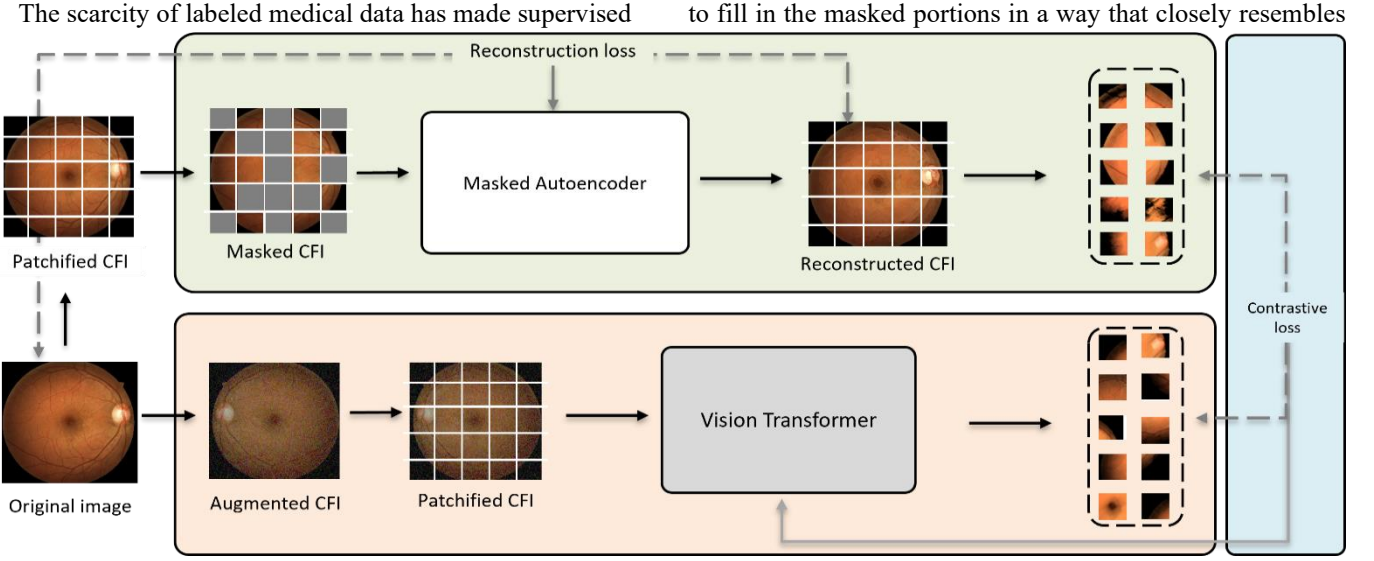 The scarcity of labeled medical data has made supervised
to fill in the masked portions in a way that closely resembles
Reconstruction loss
Masked Autoencoder
Patchified CFI
Masked CFI
Reconstructed CFI
Contrastive
loss
Vision Transformer
Original image
Augmented CFI
Patchified CFI